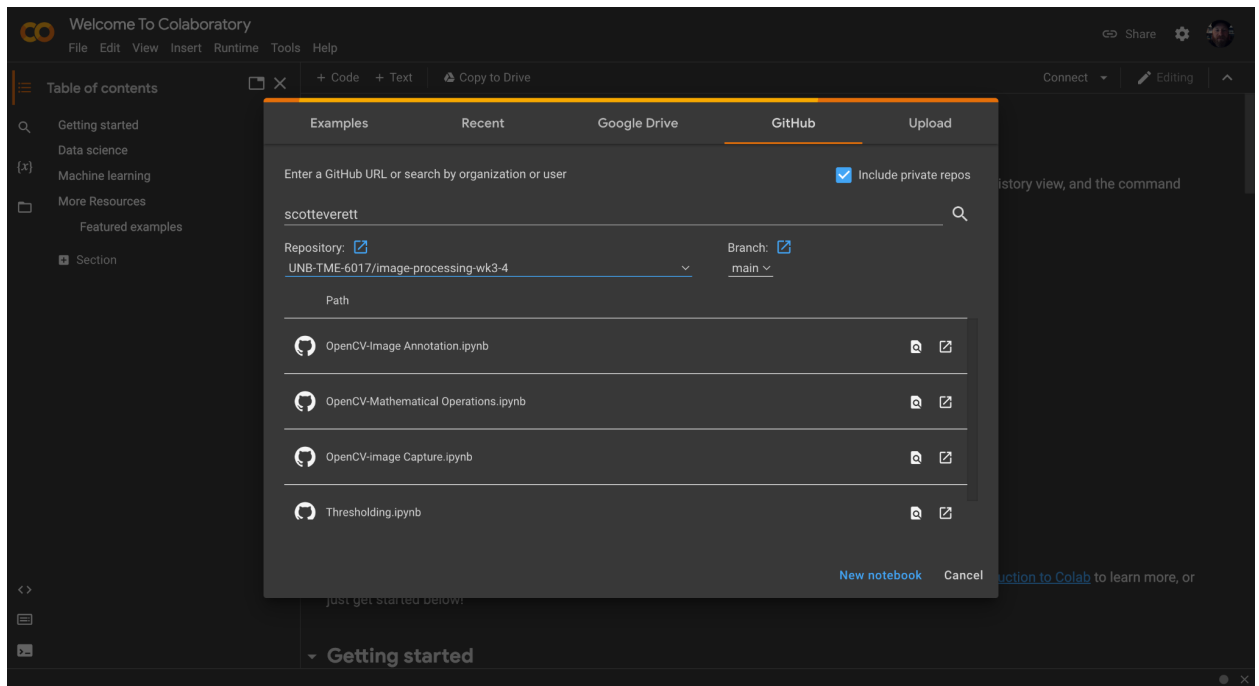 Welcome To Colaboratory
File Edit View Insert Runtime Tools Help
Share
+ Code + Text Copy to Drive
Connect Editing
Table of contents
Getting started
Data science
{x}
Machine learning
More Resources
Featured examples
Section
Examples Recent Google Drive GitHub Upload
Enter a GitHub URL or search by organization or user
Include private repos
istory view, and the command
scotteverett
Repository: Branch:
UNB-TME-6017/image-processing-wk3-4 main
Path
OpenCV-Image Annotation.ipynb
OpenCV-Mathematical Operations.ipynb
OpenCV-image Capture.ipynb
Thresholding.ipynb
New notebook Cancel
uction to Colab to learn more, or
just get started below!
Getting started